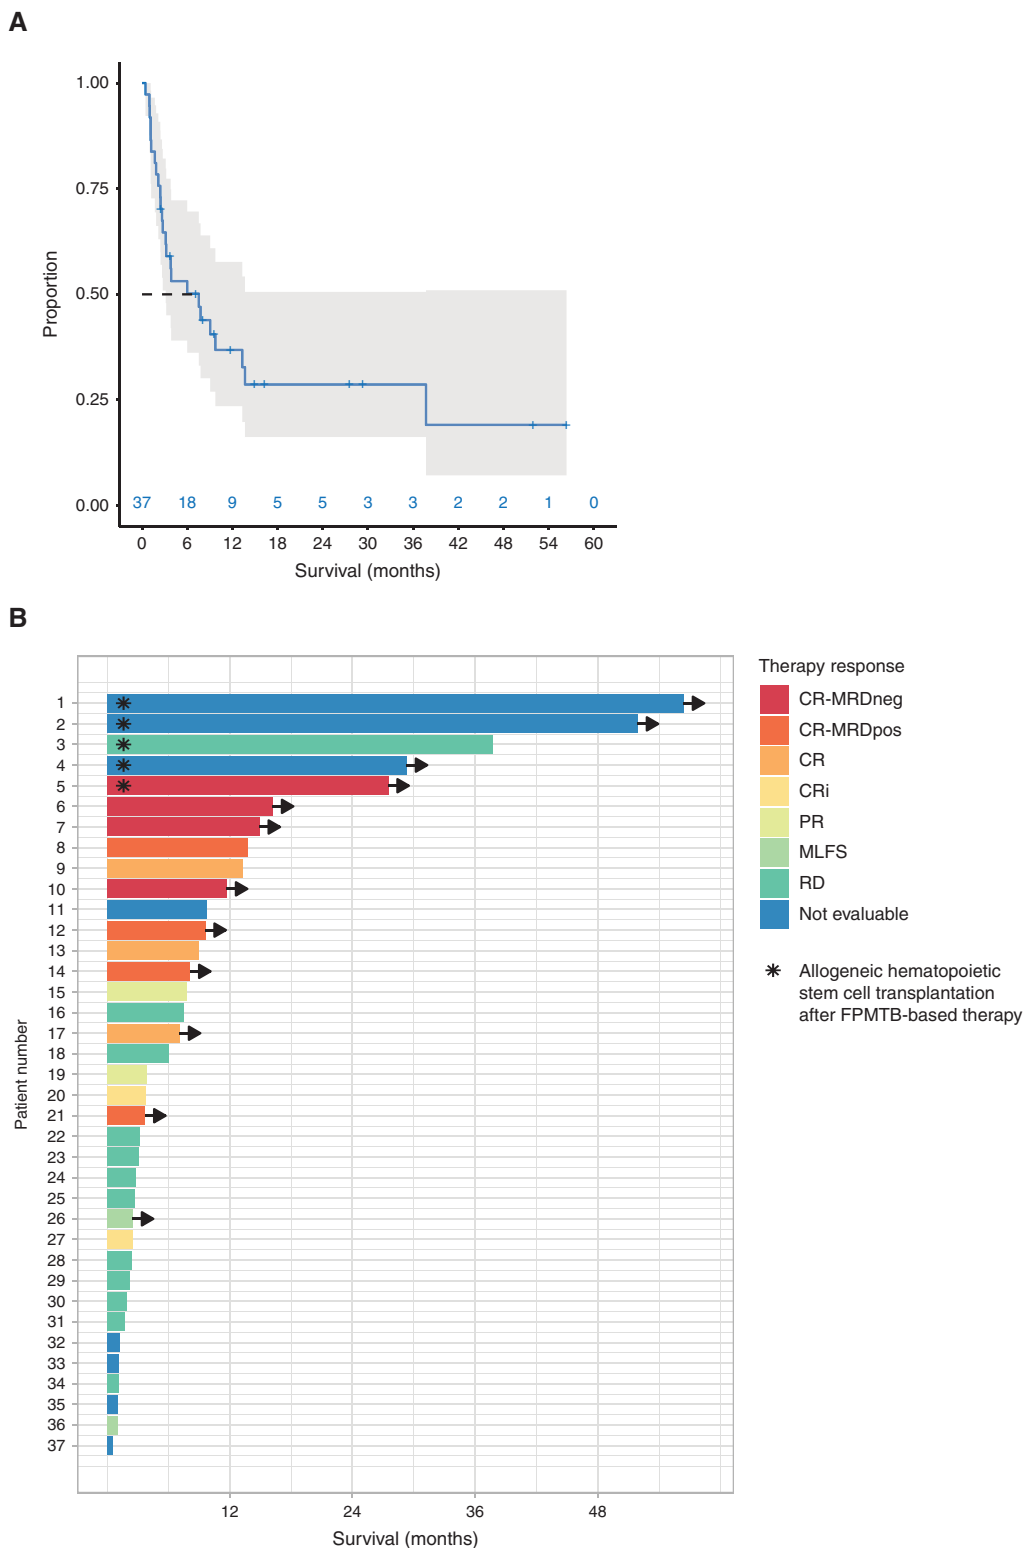 A
1.00
0.75
0.50
0.25
0.00
Proportion
37 18 9 5 5 3 3 2 2 1 0
0 6 12 18 24 30 36 42 48 54 60
Survival (months)
B
Therapy response
CR-MRDneg
CR-MRDpos
CR
CRi
PR
MLFS
RD
Not evaluable
Allogeneic hematopoietic
stem cell transplantation
after FPMTB-based therapy
Patient number
1
2
3
4
5
6
7
8
9
10
11
12
13
14
15
16
17
18
19
20
21
22
23
24
25
26
27
28
29
30
31
32
33
34
35
36
37
12 24 36 48
Survival (months)